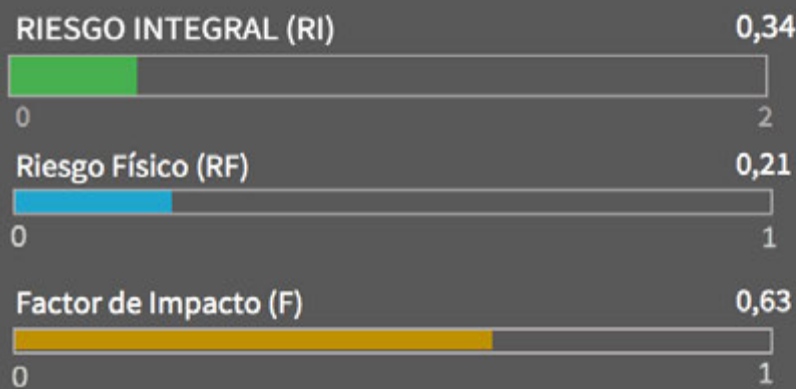 RIESGO INTEGRAL (RI) 0,34
0 2
Riesgo Físico (RF) 0,21
0 1
Factor de Impacto (F) 0,63
0 1